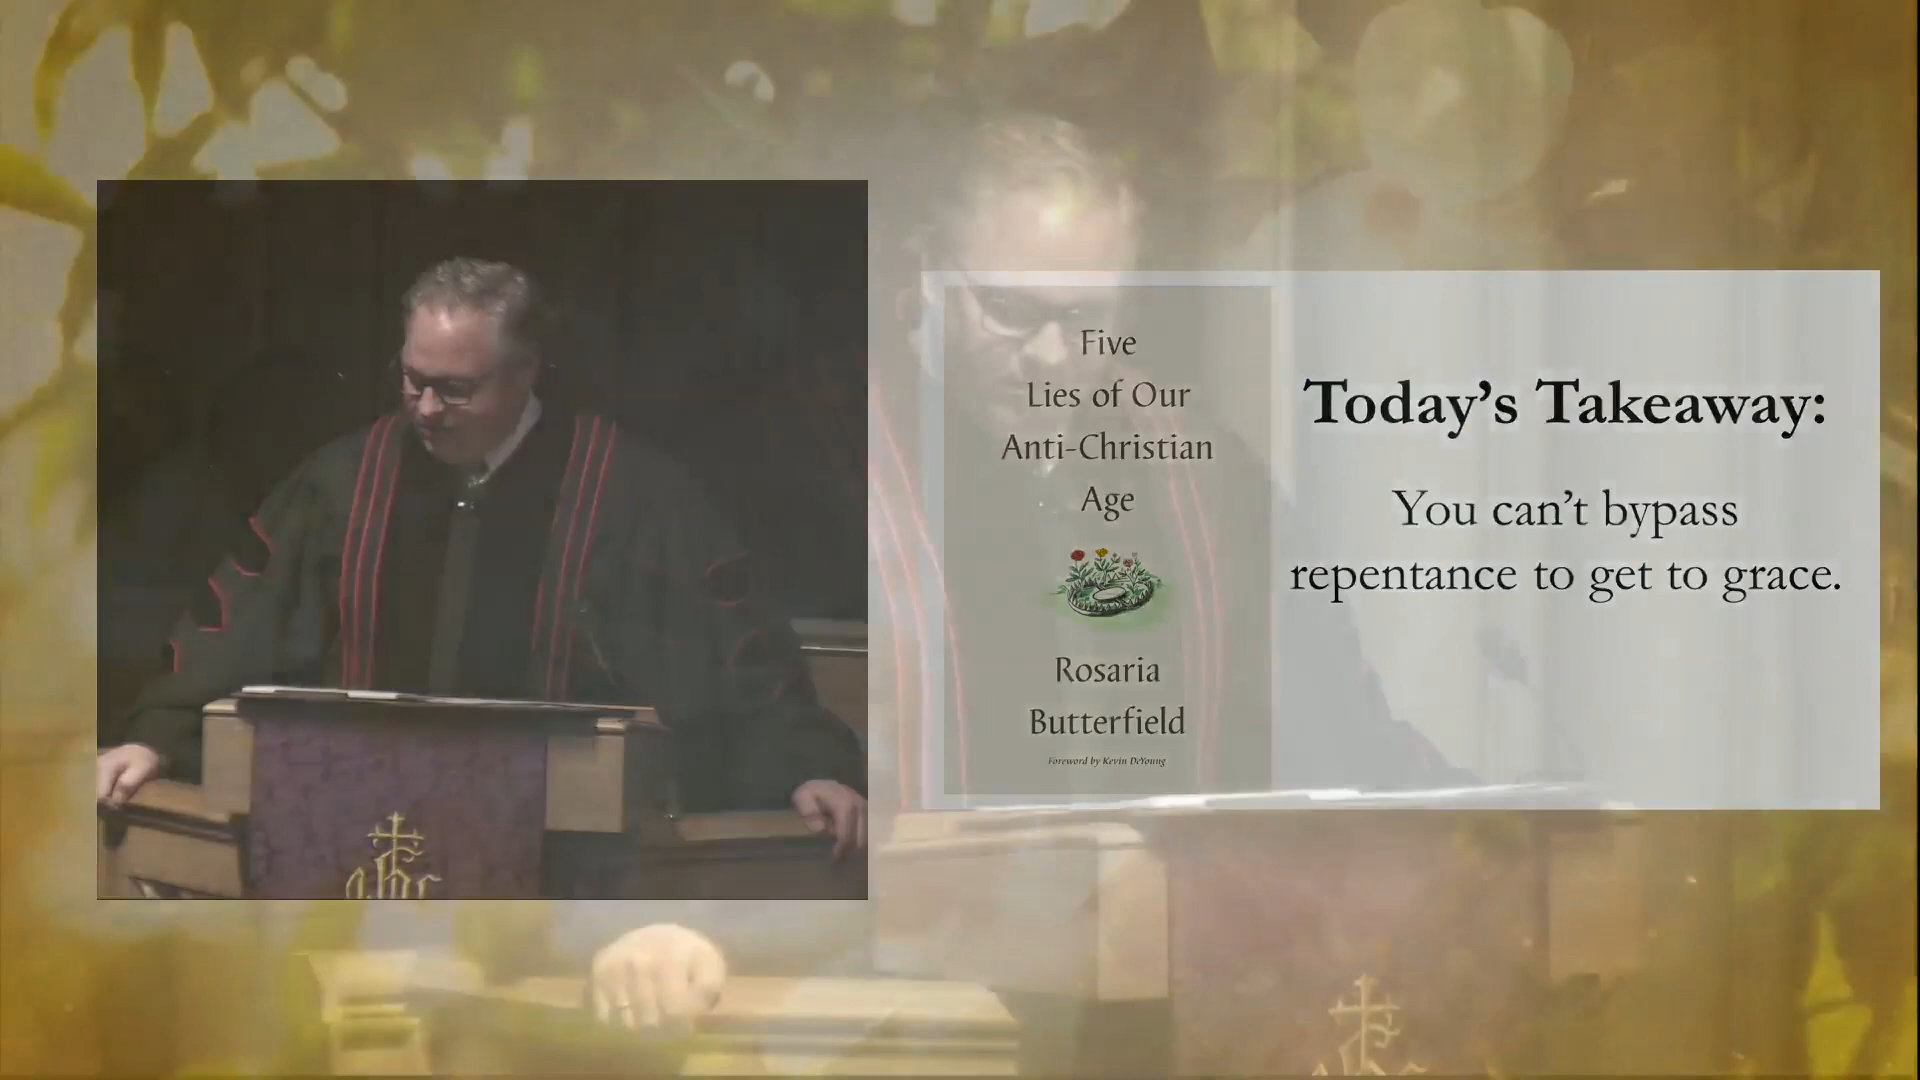 Five
Lies of Our
Anti-Christian
Age
Rosaria
Butterfield
Foreword by Kevin DeYoung
Today's Takeaway:
You can't bypass
repentance to get to grace.